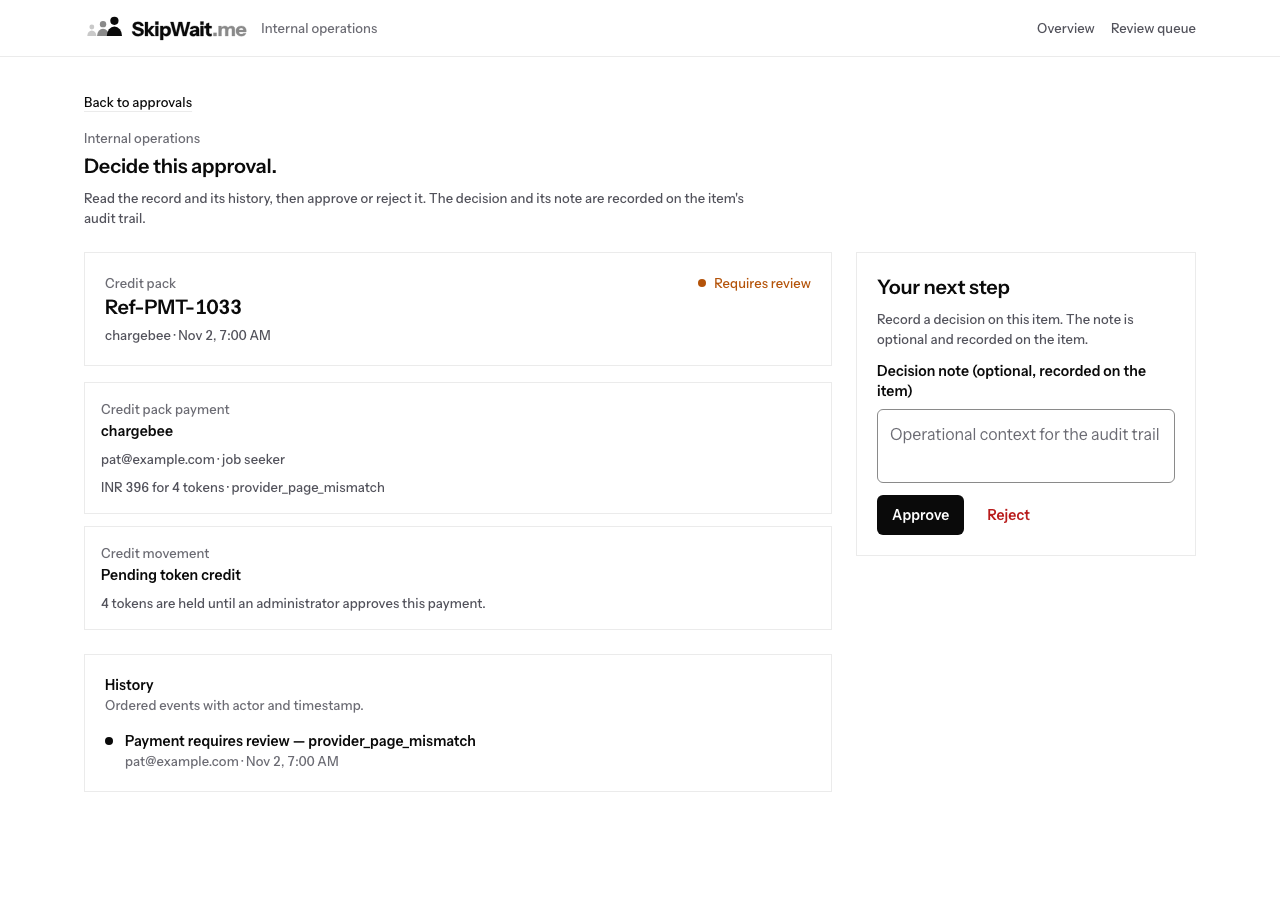 SkipWait.me Internal operations Overview Review queue
Back to approvals
Internal operations
Decide this approval.
Read the record and its history, then approve or reject it. The decision and its note are recorded on the item's
audit trail.
Credit pack
Requires review
Ref-PMT-1033
chargebee · Nov 2, 7:00 AM
Credit pack payment
chargebee
pat@example.com · job seeker
INR 396 for 4 tokens · provider_page_mismatch
Credit movement
Pending token credit
4 tokens are held until an administrator approves this payment.
History
Ordered events with actor and timestamp.
Payment requires review — provider_page_mismatch
pat@example.com · Nov 2, 7:00 AM
Your next step
Record a decision on this item. The note is
optional and recorded on the item.
Decision note (optional, recorded on the
item)
Operational context for the audit trail
Approve Reject